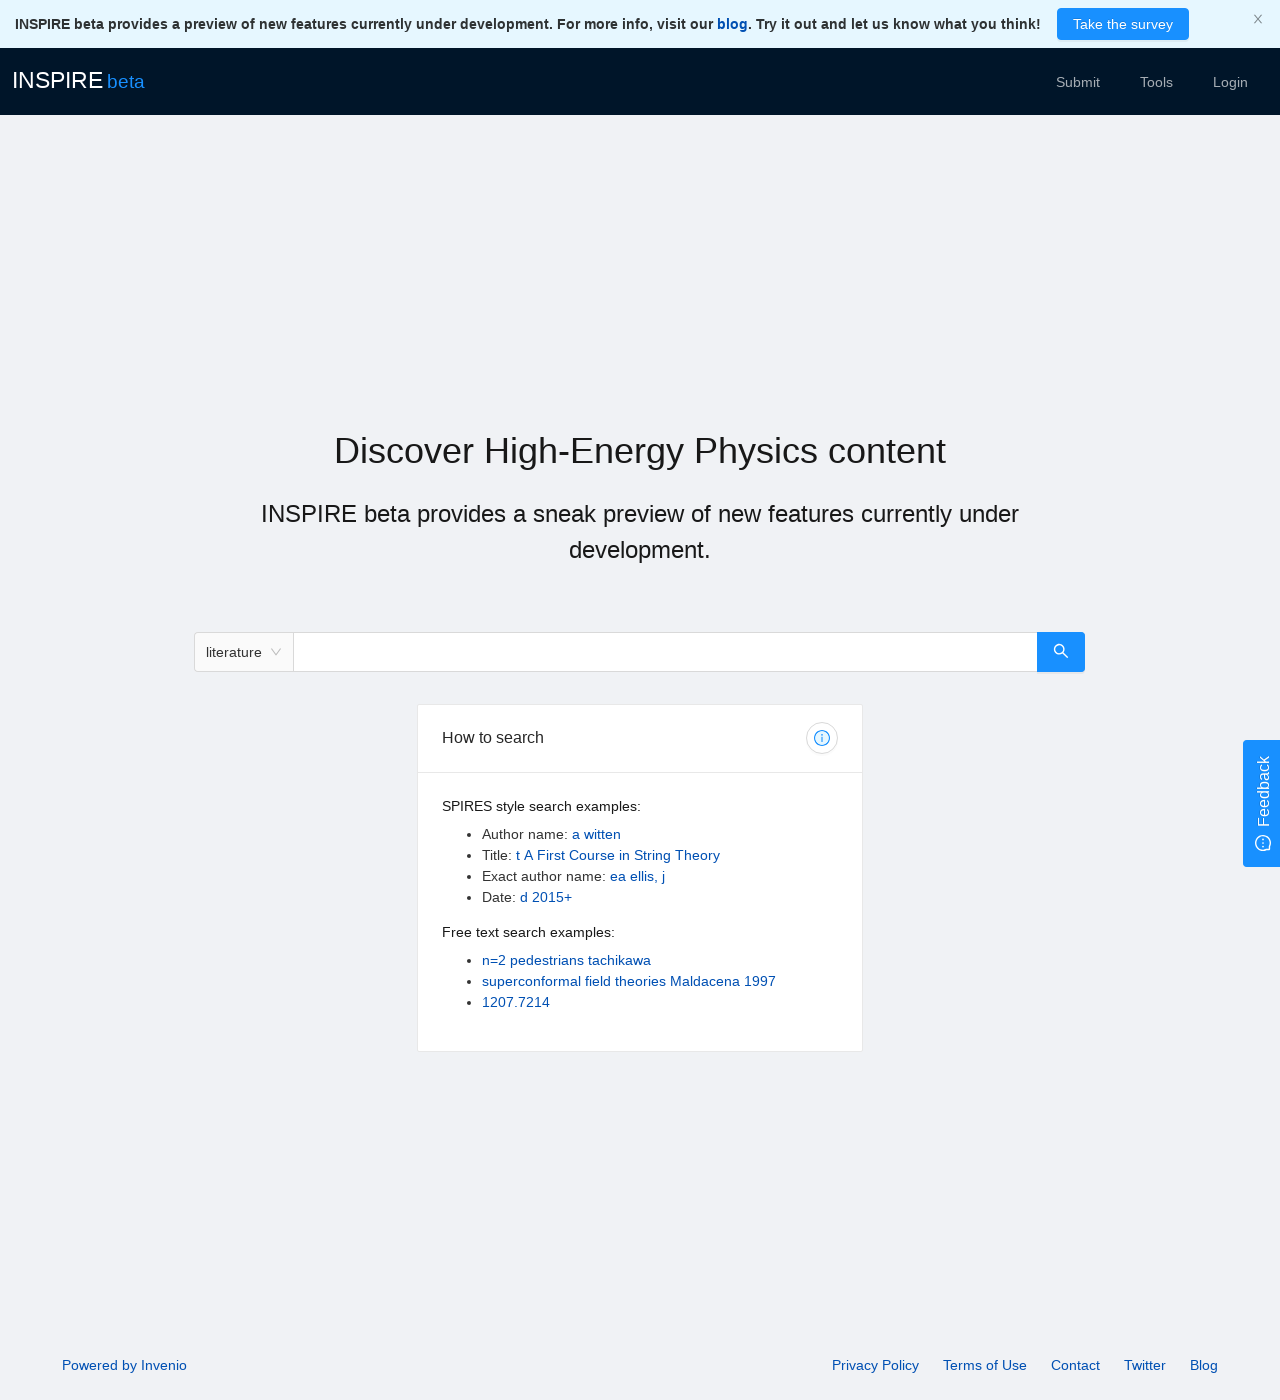 INSPIRE beta provides a preview of new features currently under development. For more info, visit our blog. Try it out and let us know what you think! Take the survey
INSPIRE beta Submit Tools Login
Discover High-Energy Physics content
INSPIRE beta provides a sneak preview of new features currently under
development.
literature
How to search
SPIRES style search examples:
Author name: a witten
Title: t A First Course in String Theory
Exact author name: ea ellis, j
Date: d 2015+
Free text search examples:
n=2 pedestrians tachikawa
superconformal field theories Maldacena 1997
1207.7214
Feedback
Powered by Invenio Privacy Policy Terms of Use Contact Twitter Blog